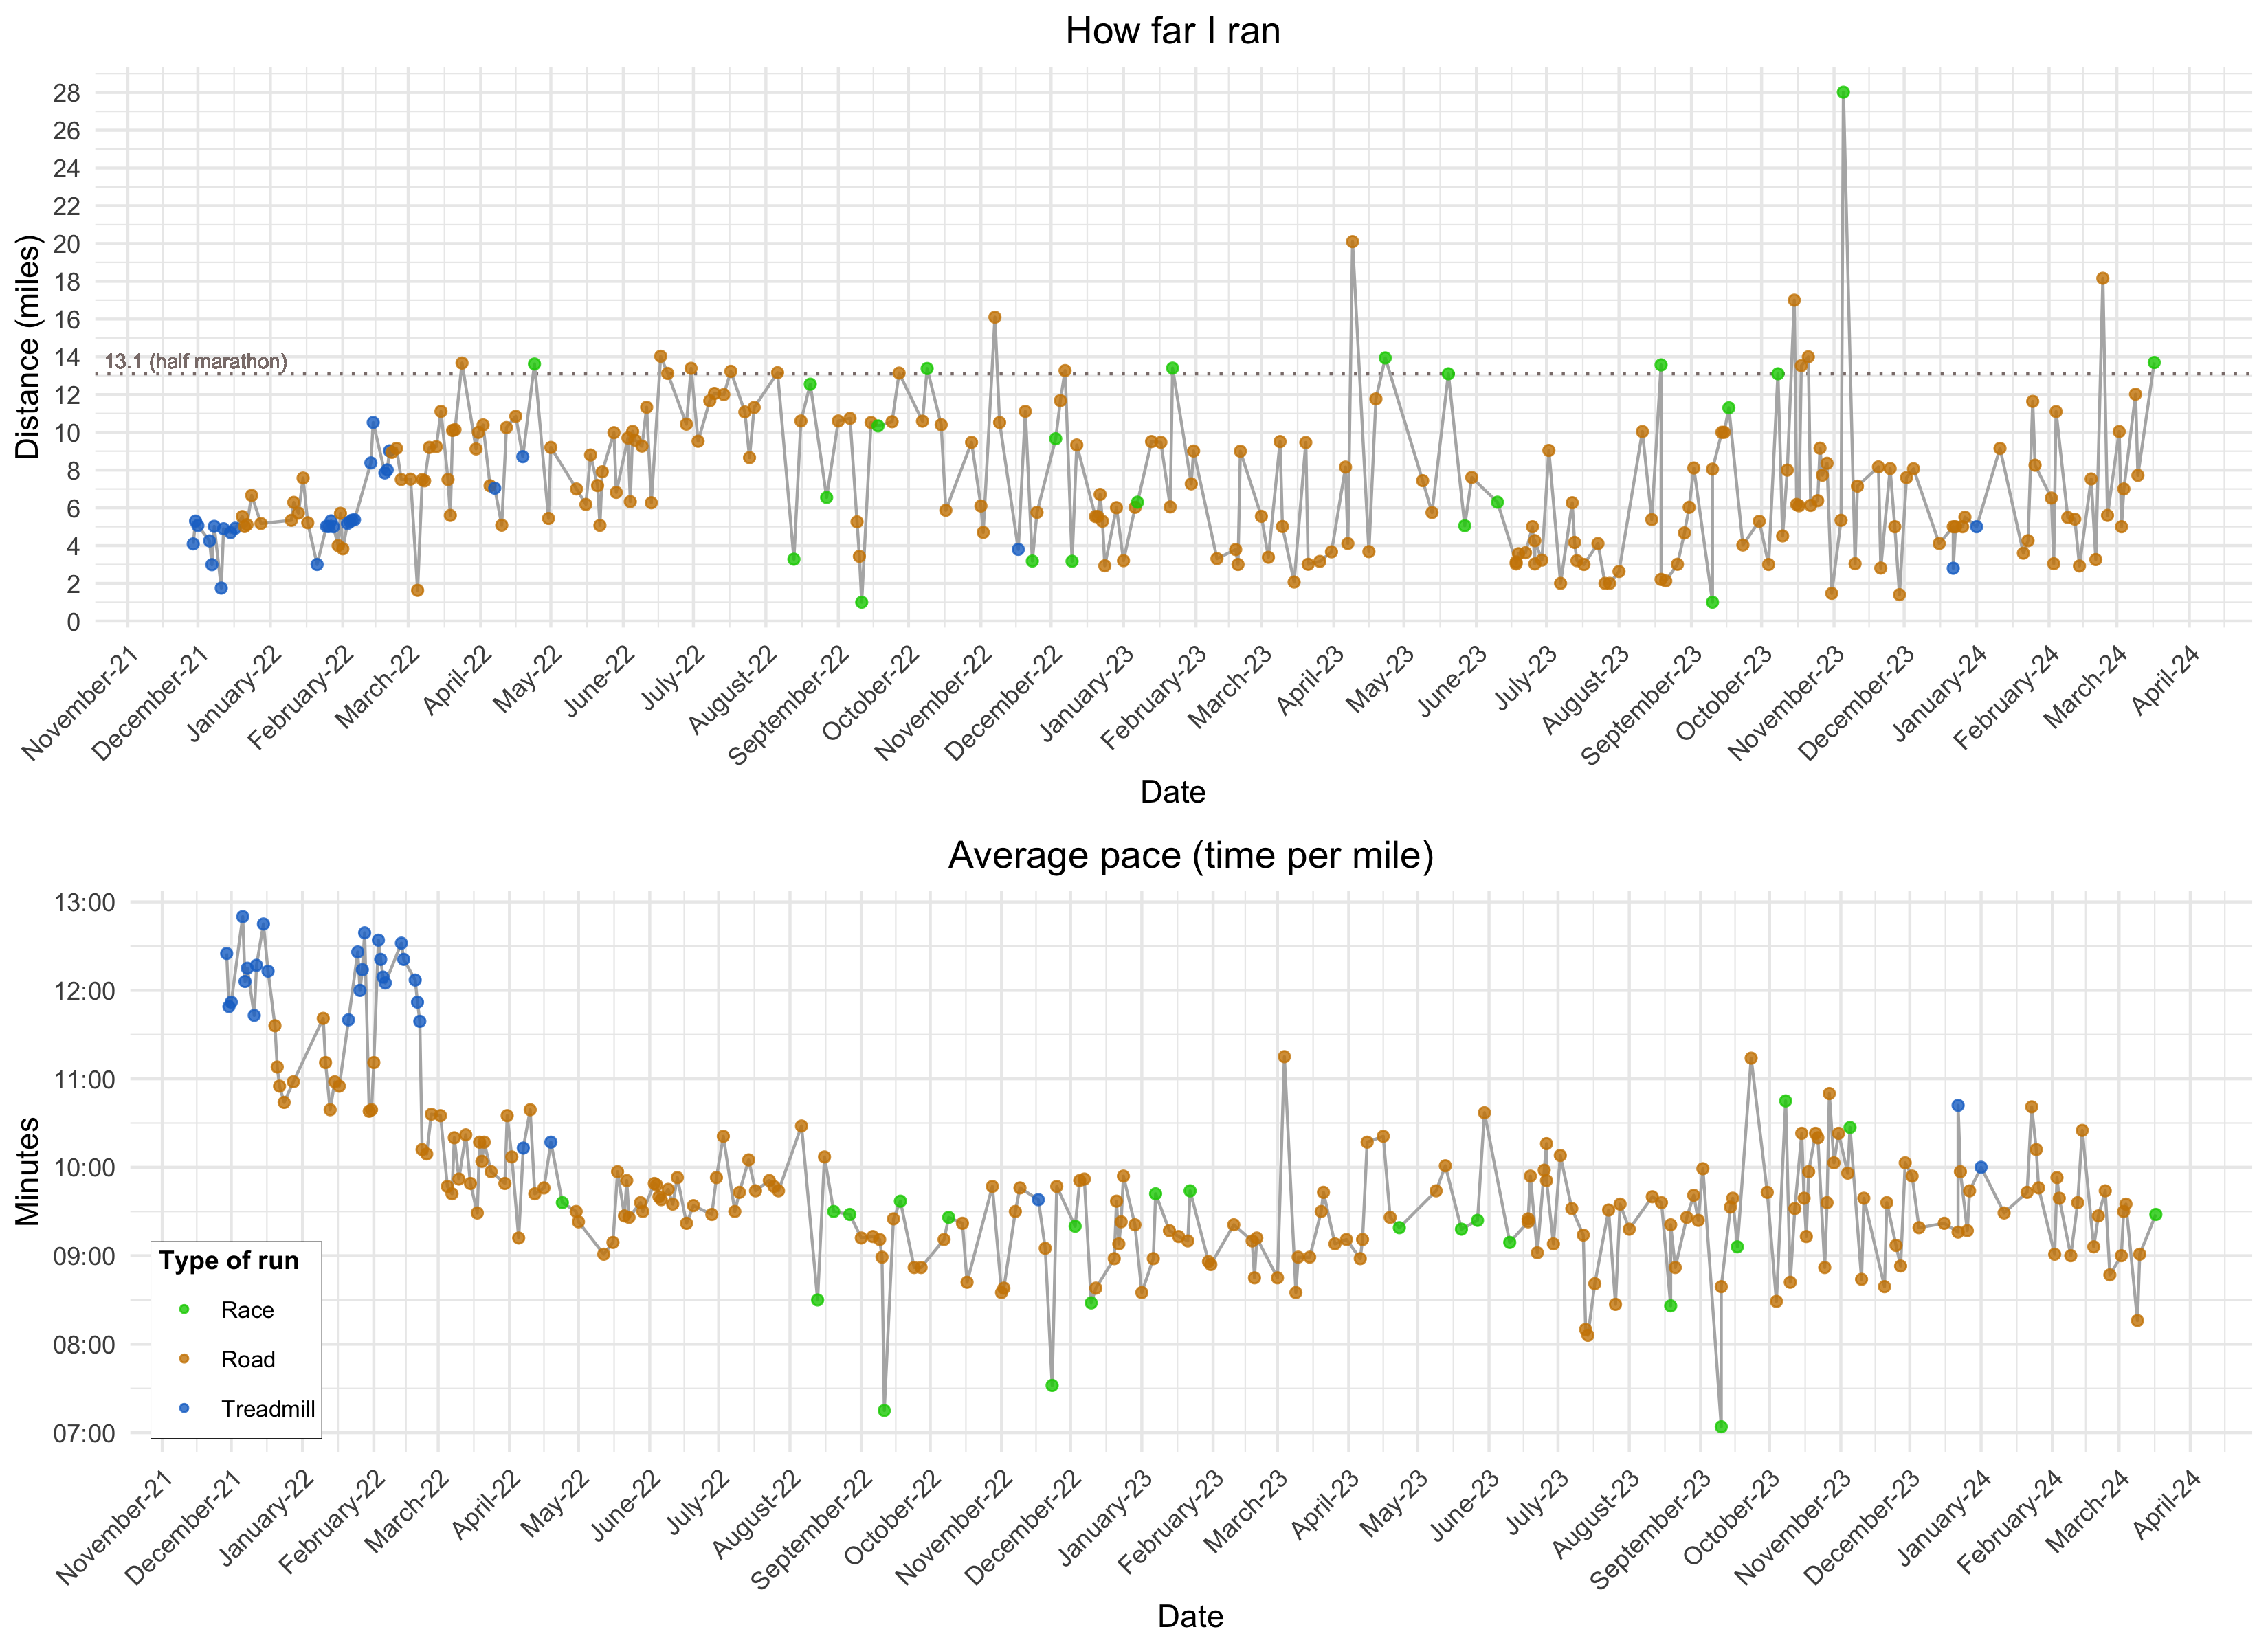 How far I ran
Distance (miles)
28
26
24
22
20
18
16
14
12
10
8
6
4
2
0
13.1 (half marathon)
November-21
December-21
January-22
February-22
March-22
April-22
May-22
June-22
July-22
August-22
September-22
October-22
November-22
December-22
January-23
February-23
March-23
April-23
May-23
June-23
July-23
August-23
September-23
October-23
November-23
December-23
January-24
February-24
March-24
April-24
Date
Average pace (time per mile)
Minutes
13:00
12:00
11:00
10:00
09:00
08:00
07:00
Type of run
Race
Road
Treadmill
November-21
December-21
January-22
February-22
March-22
April-22
May-22
June-22
July-22
August-22
September-22
October-22
November-22
December-22
January-23
February-23
March-23
April-23
May-23
June-23
July-23
August-23
September-23
October-23
November-23
December-23
January-24
February-24
March-24
April-24
Date